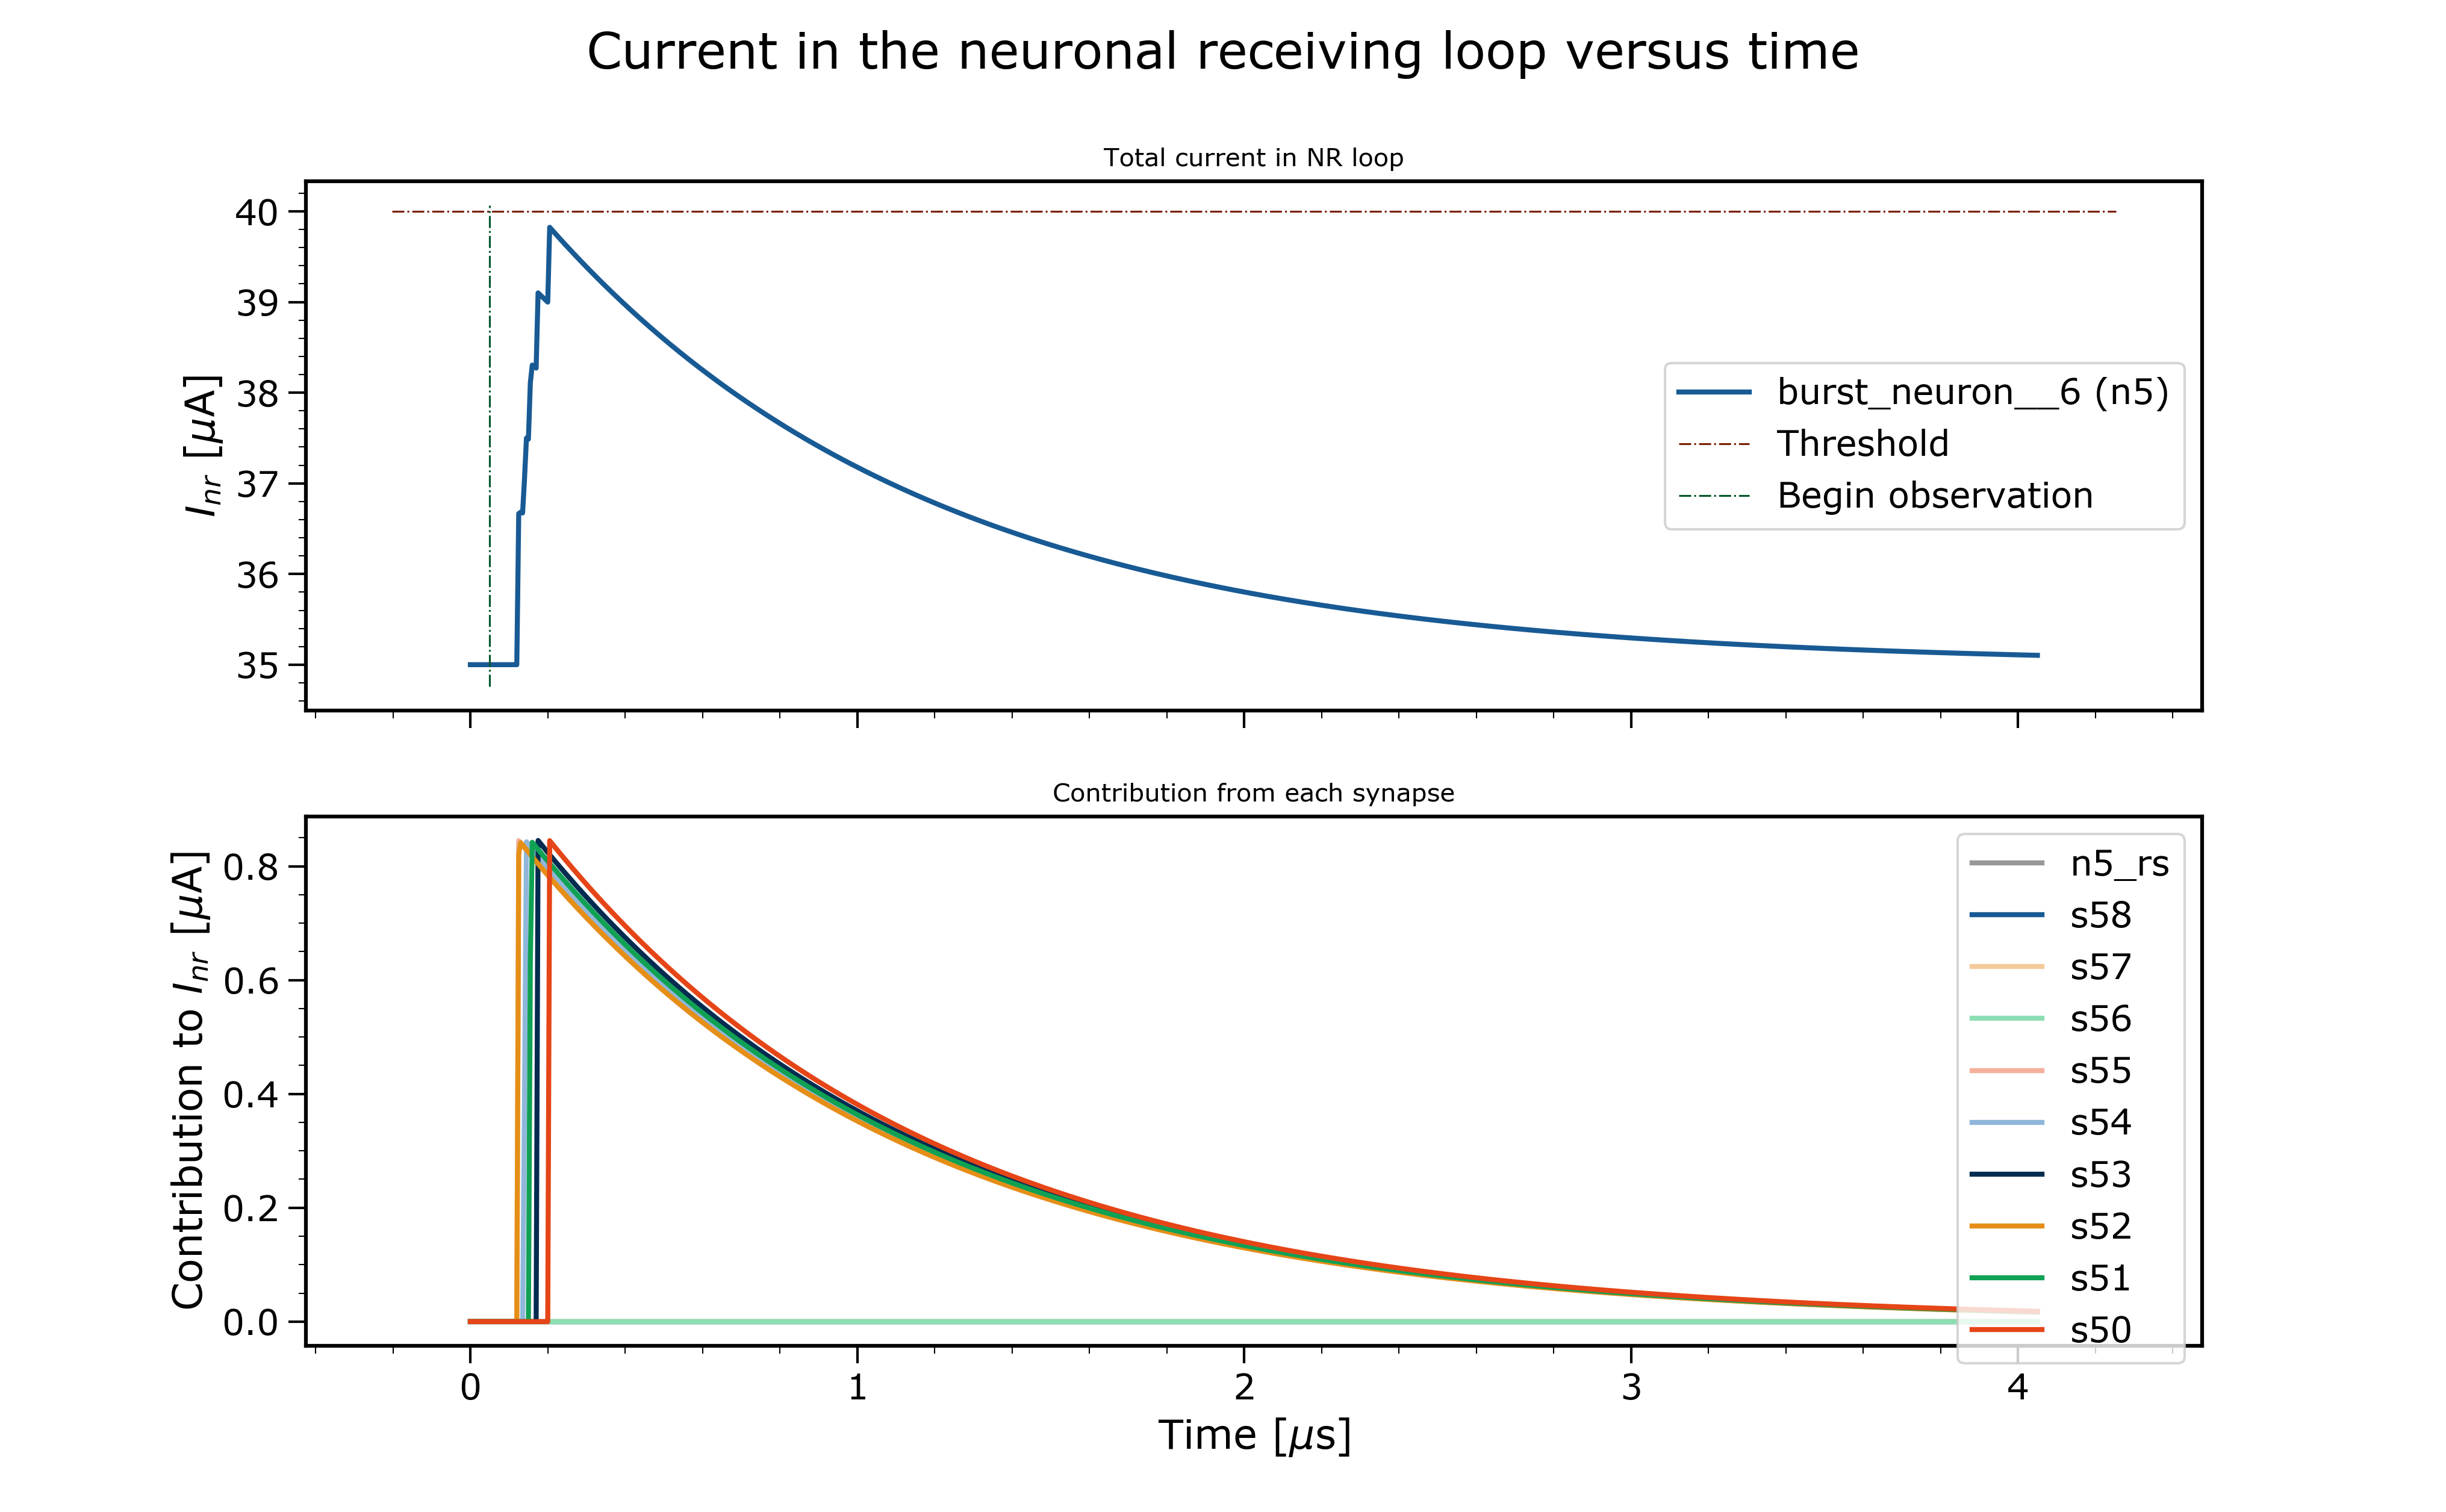 Current in the neuronal receiving loop versus time
Total current in NR loop
40
39
38
37
36
35
I_nr [μA]
burst_neuron__6 (n5)
Threshold
Begin observation
Contribution from each synapse
0.8
0.6
0.4
0.2
0.0
Contribution to I_nr [μA]
n5_rs
s58
s57
s56
s55
s54
s53
s52
s51
s50
0 1 2 3 4
Time [μs]